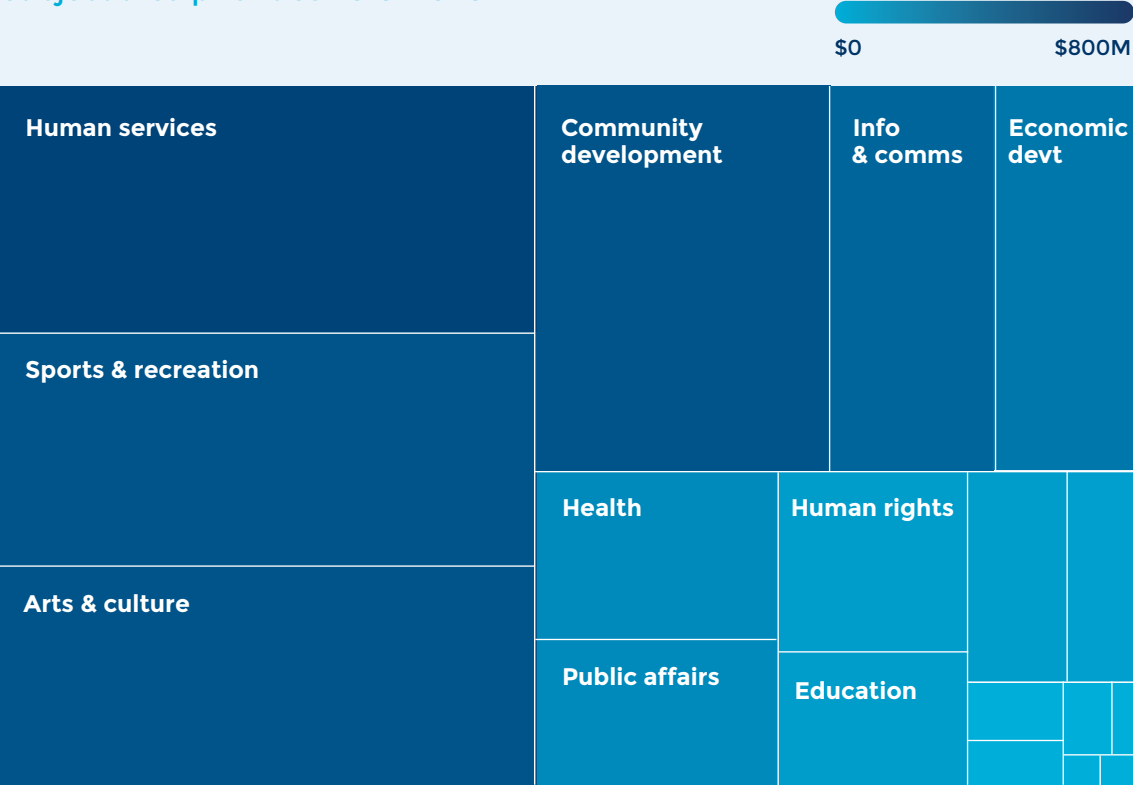 $0
$800M
Human services
Community
development
Info
& comms
Economic
devt
Sports & recreation
Arts & culture
Health
Human rights
Public affairs
Education